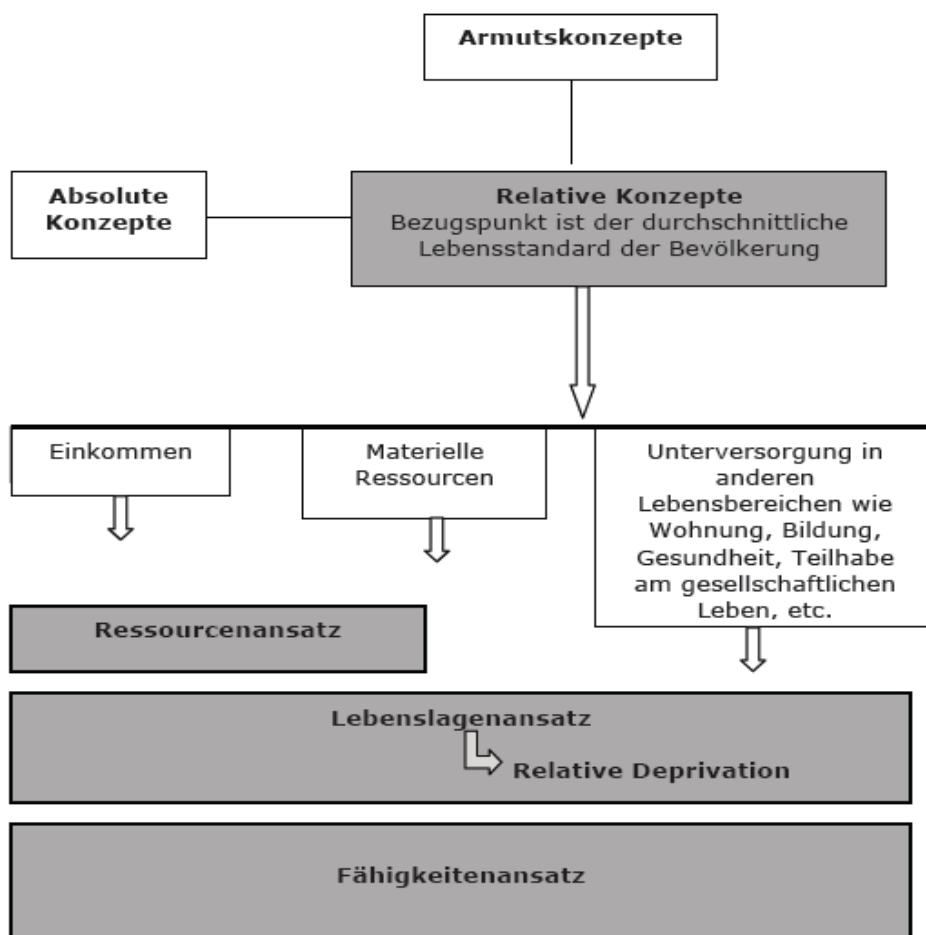 Armutskonzepte
Absolute
Konzepte
Relative Konzepte
Bezugspunkt ist der durchschnittliche
Lebensstandard der Bevölkerung
Einkommen
Materielle
Ressourcen
Unterversorgung in
anderen
Lebensbereichen wie
Wohnung, Bildung,
Gesundheit, Teilhabe
am gesellschaftlichen
Leben, etc.
Ressourcenansatz
Lebenslagenansatz
Relative Deprivation
Fähigkeitenansatz